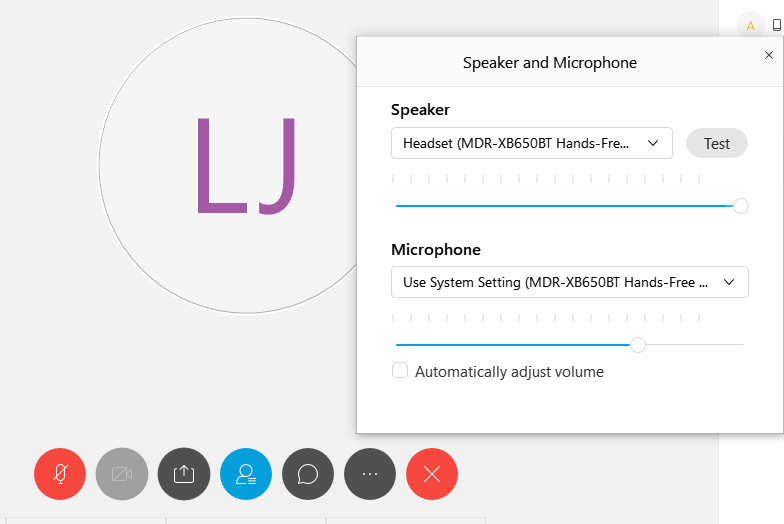 A
LJ
Speaker and Microphone
Speaker
Headset (MDR-XB650BT Hands-Fre...
Test
Microphone
Use System Setting (MDR-XB650BT Hands-Free ...
Automatically adjust volume